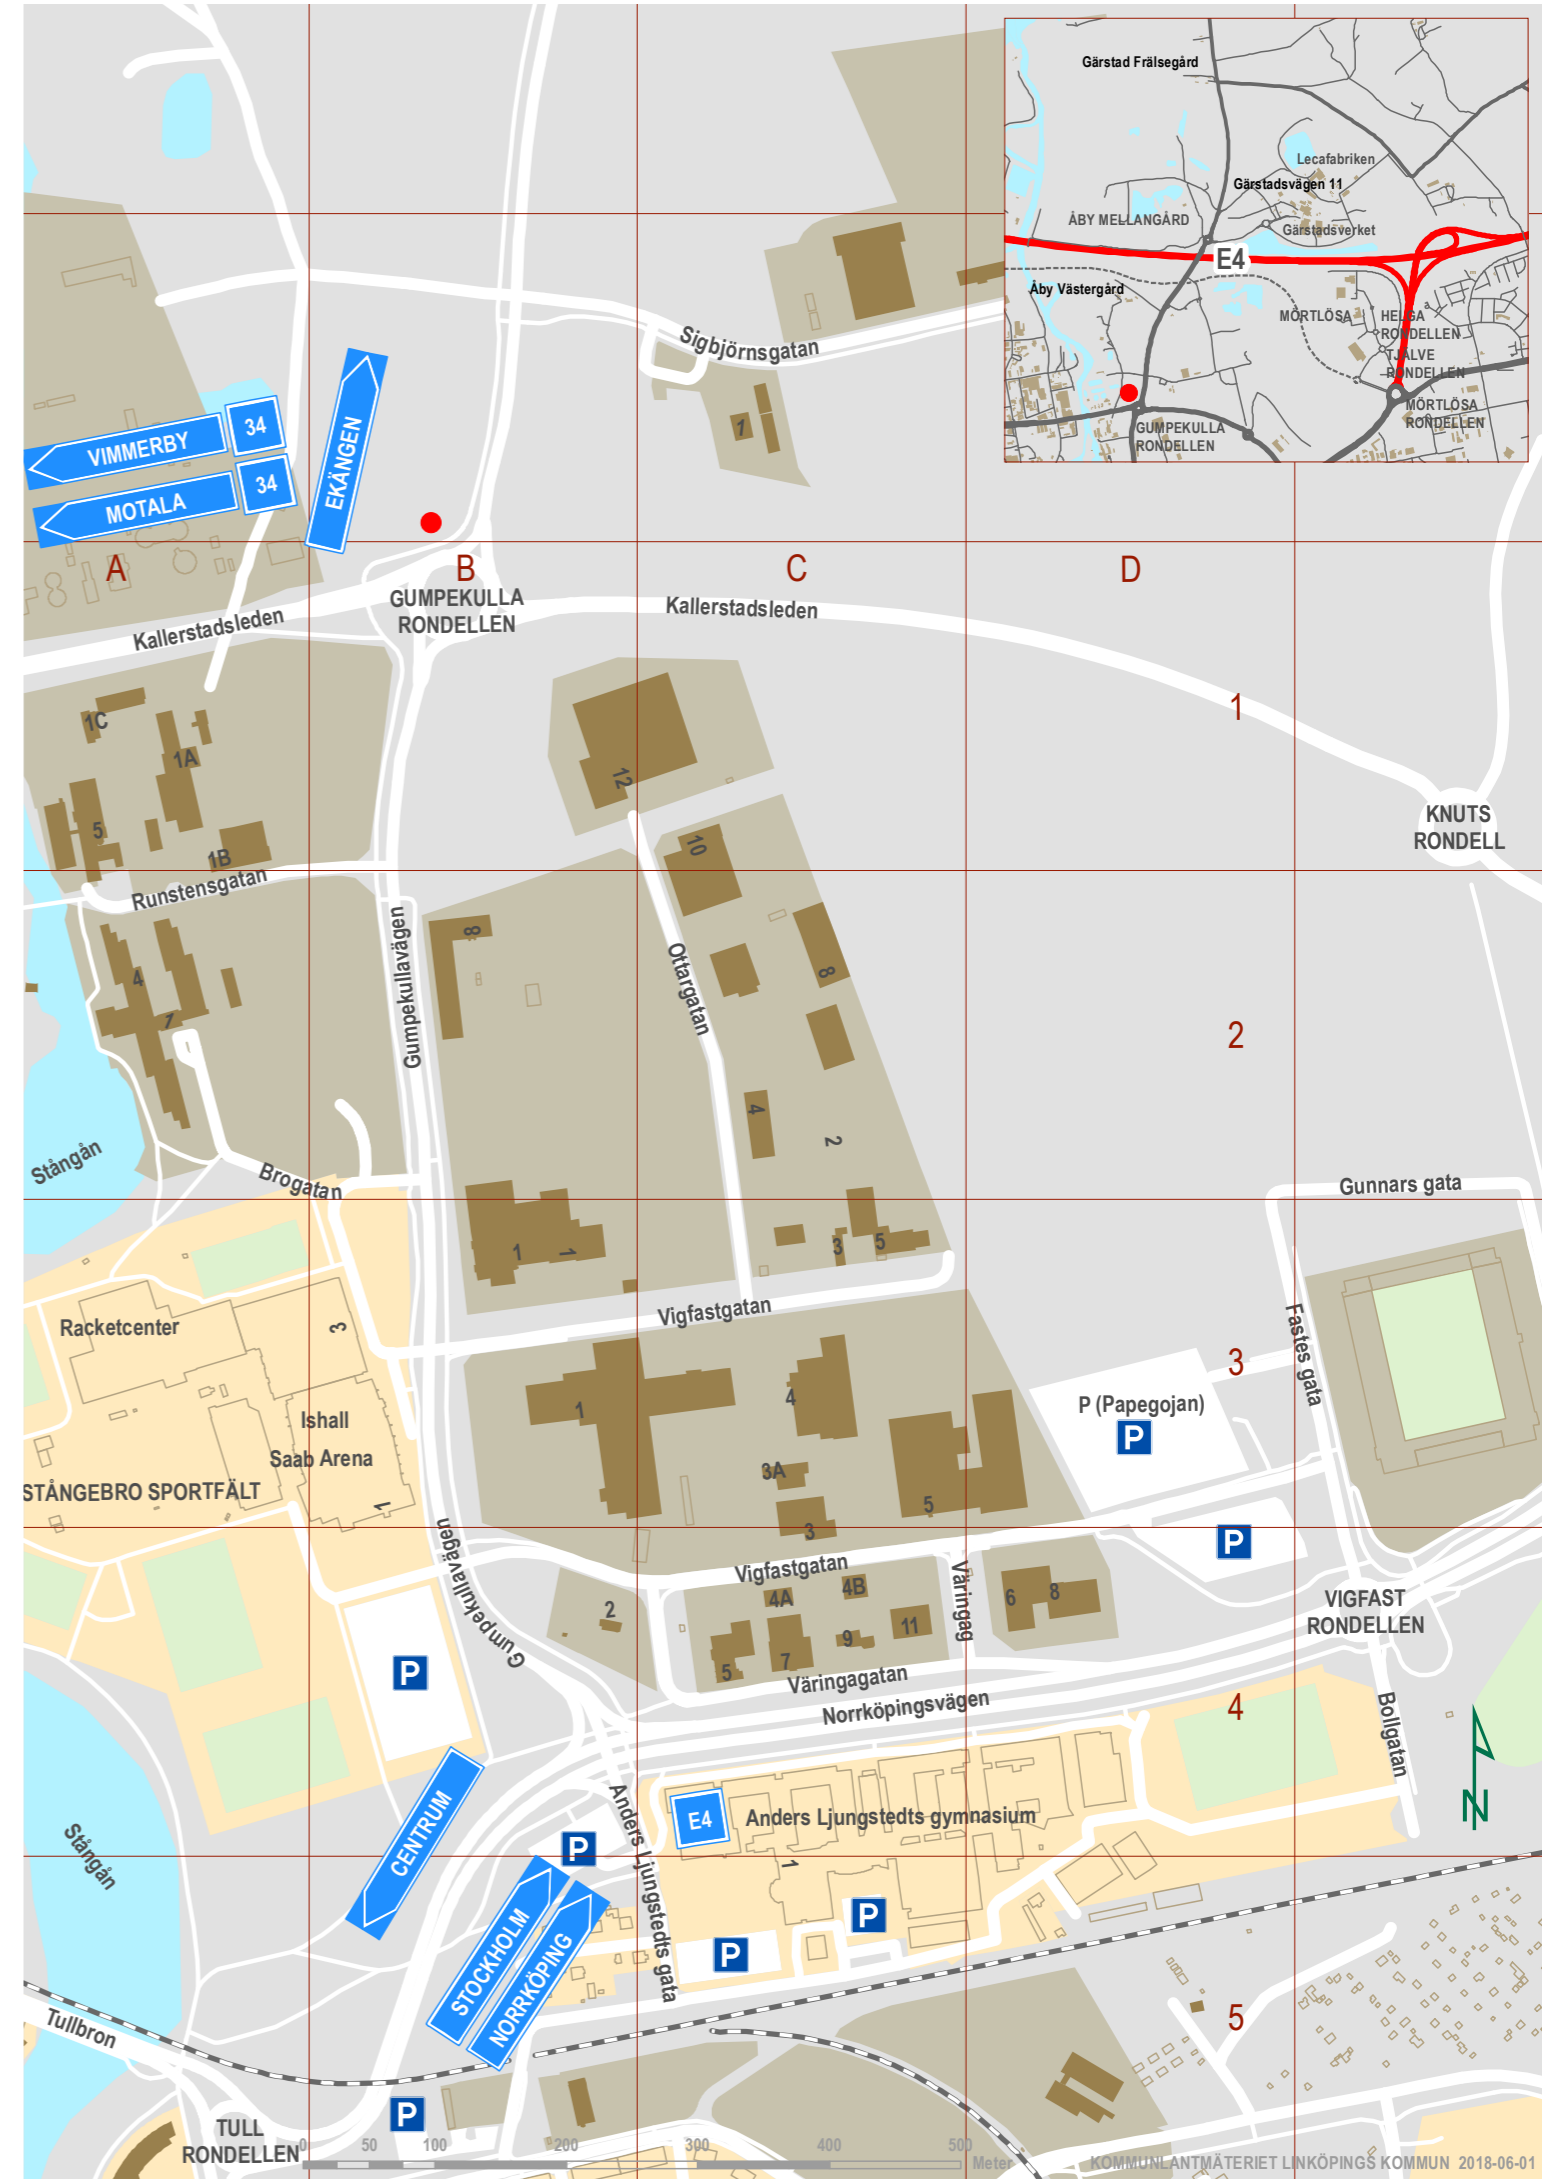 Gärstad Frälsegård
Lecafabriken
Gärstadsvägen 11
ÅBY MELLANGÅRD
Gärstadsverket
E4
Åby Västergård
MÖRTLÖSA
HELGA
RONDELLEN
TJALVE
RONDELLEN
MÖRTLÖSA
RONDELLEN
GUMPEKULLA
RONDELLEN
Sigbjörnsgatan
1
VIMMERBY 34
MOTALA 34
EKÄNGEN
A
B
C
D
GUMPEKULLA
RONDELLEN
Kallerstadsleden
Kallerstadsleden
1
1C
1A
5
1B
12
10
KNUTS
RONDELL
Runstensgatan
Gumpekullavägen
8
Ottargatan
8
4
1
2
4
2
Stångån
Brogatan
Gunnars gata
1
1
3
5
Racketcenter
3
Vigfastgatan
Fastes gata
3
1
4
P (Papegojan)
P
Ishall
Saab Arena
3A
STÅNGEBRO SPORTFÄLT
1
5
3
Gumpekullavägen
Vigfastgatan
P
Väringag
4A
4B
6
8
2
11
9
7
5
VIGFAST
RONDELLEN
P
Väringagatan
Norrköpingsvägen
4
Bollgatan
N
CENTRUM
E4
Anders Ljungstedts gymnasium
Anders Ljungstedts gata
P
1
Stångån
STOCKHOLM
NORRKÖPING
P
P
5
Tullbron
P
TULL
RONDELLEN
0 50 100 200 300 400 500
Meter
KOMMUNLANTMÄTERIET LINKÖPINGS KOMMUN 2018-06-01